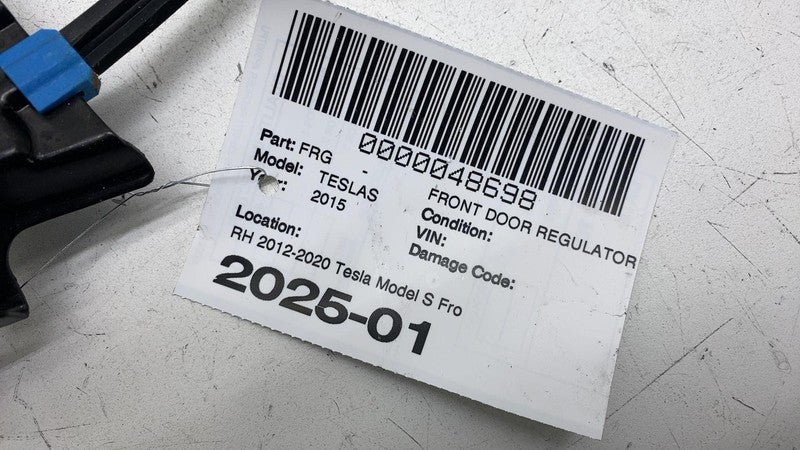 0000048698
Part: FRG - FRONT DOOR REGULATOR
Model: TESLAS Condition:
Year: 2015 VIN:
Damage Code:
Location:
RH 2012-2020 Tesla Model S Fro
2025-01